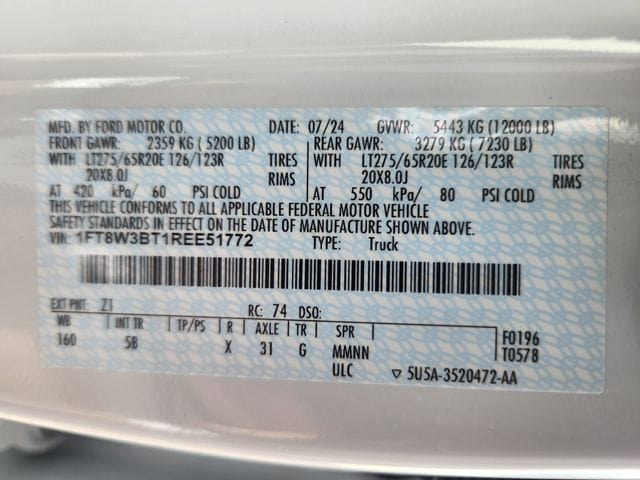 MFD. BY FORD MOTOR CO. DATE: 07/24 GVWR: 5443 KG (12000 LB)
FRONT GAWR: 2359 KG (5200 LB) REAR GAWR: 3279 KG (7230 LB)
WITH LT275/65R20E 126/123R TIRES WITH LT275/65R20E 126/123R TIRES
20X8.0J RIMS 20X8.0J RIMS
AT 420 kPa/ 60 PSI COLD AT 550 kPa/ 80 PSI COLD
THIS VEHICLE CONFORMS TO ALL APPLICABLE FEDERAL MOTOR VEHICLE
SAFETY STANDARDS IN EFFECT ON THE DATE OF MANUFACTURE SHOWN ABOVE.
VIN: 1FT8W3BT1REE51772 TYPE: Truck
EXT PNT: Z1 RC: 74 DSO:
WB INT TR TP/PS R AXLE TR SPR F0196
160 5B X 31 G MMNN T0578
ULC ▽ 5U5A-3520472-AA